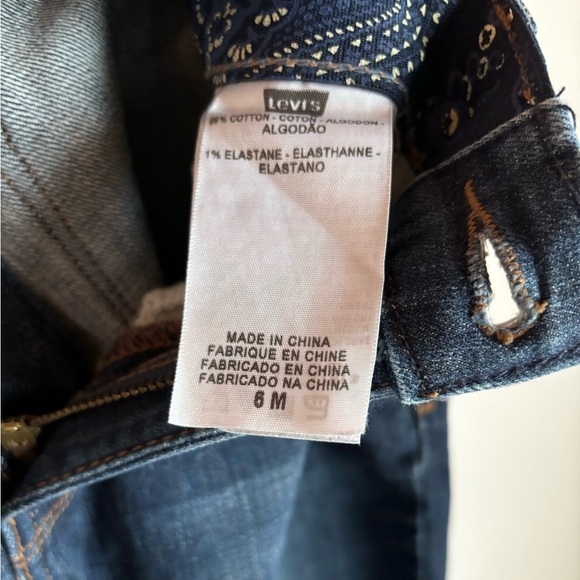 Levi's
COTTON - COTON - ALGODON -
ALGODÃO
1% ELASTANE - ELASTHANNE -
ELASTANO
MADE IN CHINA
FABRIQUE EN CHINE
FABRICADO EN CHINA
FABRICADO NA CHINA
6 M